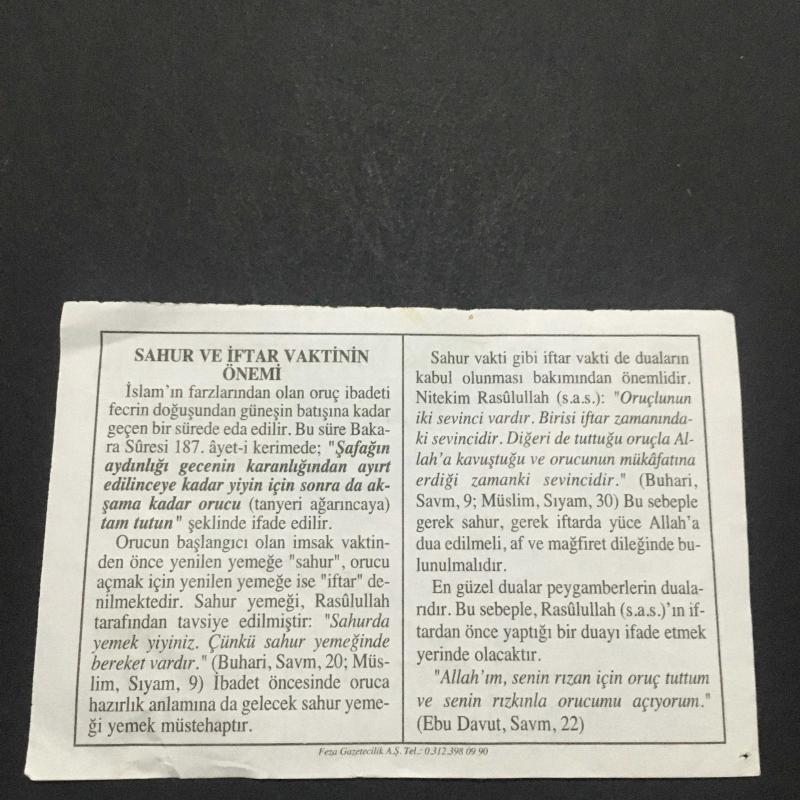 SAHUR VE İFTAR VAKTİNİN
ÖNEMİ
İslam'ın farzlarından olan oruç ibadeti
fecrin doğuşundan güneşin batışına kadar
geçen bir sürede eda edilir. Bu süre Baka-
ra Sûresi 187. âyet-i kerimede; "Şafağın
aydınlığı gecenin karanlığından ayırt
edilinceye kadar yiyin için sonra da ak-
şama kadar orucu (tanyeri ağarıncaya)
tam tutun" şeklinde ifade edilir.
Orucun başlangıcı olan imsak vaktin-
den önce yenilen yemeğe "sahur", orucu
açmak için yenilen yemeğe ise "iftar" de-
nilmektedir. Sahur yemeği, Rasûlullah
tarafından tavsiye edilmiştir: "Sahurda
yemek yiyiniz. Çünkü sahur yemeğinde
bereket vardır." (Buhari, Savm, 20; Müs-
lim, Sıyam, 9) İbadet öncesinde oruca
hazırlık anlamına da gelecek sahur yeme-
ği yemek müstehaptır.
Sahur vakti gibi iftar vakti de duaların
kabul olunması bakımından önemlidir.
Nitekim Rasûlullah (s.a.s.): "Oruçlunun
iki sevinci vardır. Birisi iftar zamanında-
ki sevincidir. Diğeri de tuttuğu oruçla Al-
lah'a kavuştuğu ve orucunun mükâfatına
erdiği zamanki sevincidir." (Buhari,
Savm, 9; Müslim, Sıyam, 30) Bu sebeple
gerek sahur, gerek iftarda yüce Allah'a
dua edilmeli, af ve mağfiret dileğinde bu-
lunulmalıdır.
En güzel dualar peygamberlerin duala-
rıdır. Bu sebeple, Rasûlullah (s.a.s.)'ın if-
tardan önce yaptığı bir duayı ifade etmek
yerinde olacaktır.
"Allah'ım, senin rızan için oruç tuttum
ve senin rızkınla orucumu açıyorum."
(Ebu Davut, Savm, 22)
Feza Gazetecilik A.Ş. Tel.: 0.312.398 09 90